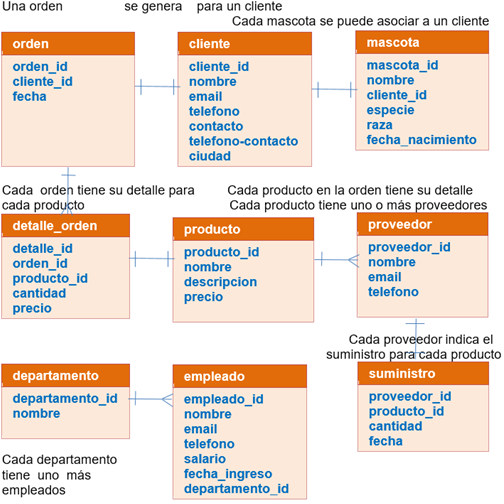 Una orden se genera para un cliente
Cada mascota se puede asociar a un cliente
orden
orden_id
cliente_id
fecha
cliente
cliente_id
nombre
email
telefono
contacto
telefono-contacto
ciudad
mascota
mascota_id
nombre
cliente_id
especie
raza
fecha_nacimiento
Cada orden tiene su detalle para
cada producto
Cada producto en la orden tiene su detalle
Cada producto tiene uno o más proveedores
detalle_orden
detalle_id
orden_id
producto_id
cantidad
precio
producto
producto_id
nombre
descripcion
precio
proveedor
proveedor_id
nombre
email
telefono
Cada proveedor indica el
suministro para cada producto
departamento
departamento_id
nombre
empleado
empleado_id
nombre
email
telefono
salario
fecha_ingreso
departamento_id
suministro
proveedor_id
producto_id
cantidad
fecha
Cada departamento
tiene uno más
empleados